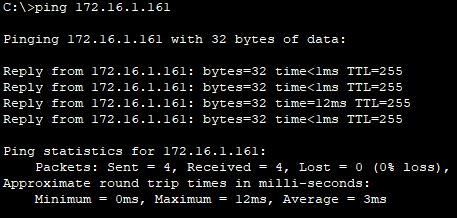 C:\>ping 172.16.1.161
Pinging 172.16.1.161 with 32 bytes of data:
Reply from 172.16.1.161: bytes=32 time<1ms TTL=255
Reply from 172.16.1.161: bytes=32 time<1ms TTL=255
Reply from 172.16.1.161: bytes=32 time=12ms TTL=255
Reply from 172.16.1.161: bytes=32 time<1ms TTL=255
Ping statistics for 172.16.1.161:
    Packets: Sent = 4, Received = 4, Lost = 0 (0% loss),
Approximate round trip times in milli-seconds:
    Minimum = 0ms, Maximum = 12ms, Average = 3ms